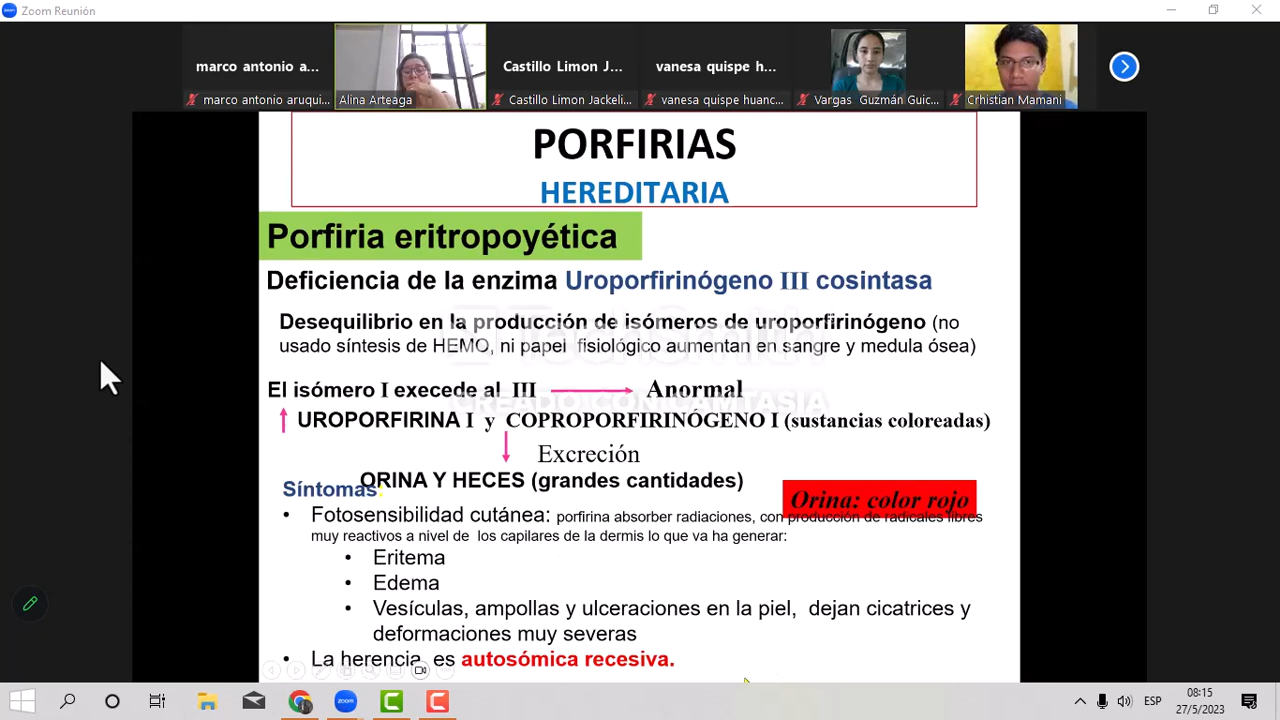 Zoom Reunión
marco antonio a...
Castillo Limon J...
vanesa quispe h...
marco antonio aruqui...
Alina Arteaga
Castillo Limon Jackeli...
vanesa quispe huanc...
Vargas Guzmán Guic...
Crhistian Mamani
PORFIRIAS
HEREDITARIA
Porfiria eritropoyética
Deficiencia de la enzima Uroporfirinógeno III cosintasa
Desequilibrio en la producción de isómeros de uroporfirinógeno (no
usado síntesis de HEMO, ni papel fisiológico aumentan en sangre y medula ósea)
TechSmith
El isómero I execede al III Anormal
CREADO CON CAMTASIA
UROPORFIRINA I y COPROPORFIRINÓGENO I (sustancias coloreadas)
Excreción
ORINA Y HECES (grandes cantidades)
Síntomas:
Orina: color rojo
• Fotosensibilidad cutánea: porfirina absorber radiaciones, con producción de radicales libres
muy reactivos a nivel de los capilares de la dermis lo que va ha generar:
• Eritema
• Edema
• Vesículas, ampollas y ulceraciones en la piel, dejan cicatrices y
deformaciones muy severas
• La herencia es autosómica recesiva.
zoom
ESP
08:15
27/5/2023